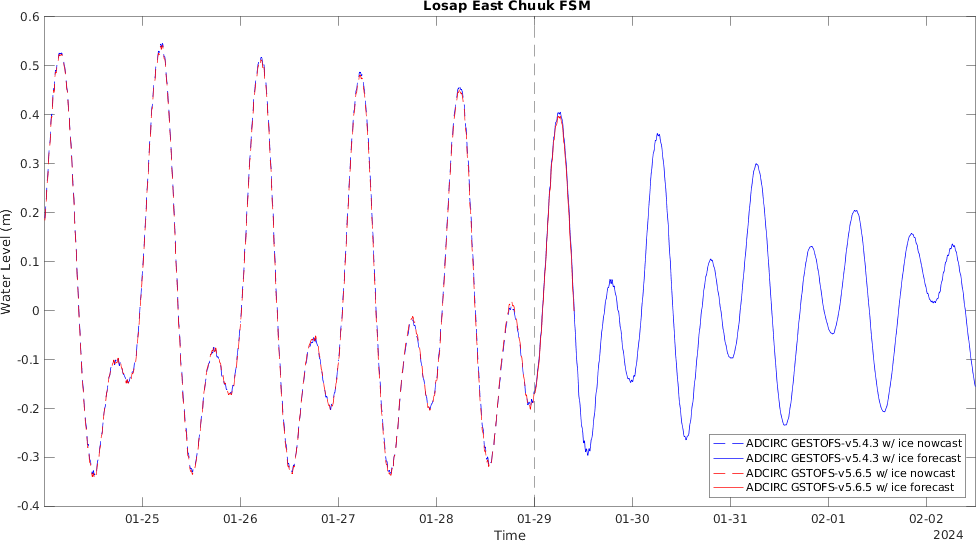 Losap East Chuuk FSM
0.6
0.5
0.4
0.3
0.2
0.1
0
-0.1
-0.2
-0.3
-0.4
Water Level (m)
ADCIRC GESTOFS-v5.4.3 w/ ice nowcast
ADCIRC GESTOFS-v5.4.3 w/ ice forecast
ADCIRC GSTOFS-v5.6.5 w/ ice nowcast
ADCIRC GSTOFS-v5.6.5 w/ ice forecast
01-25 01-26 01-27 01-28 01-29 01-30 01-31 02-01 02-02
Time
2024